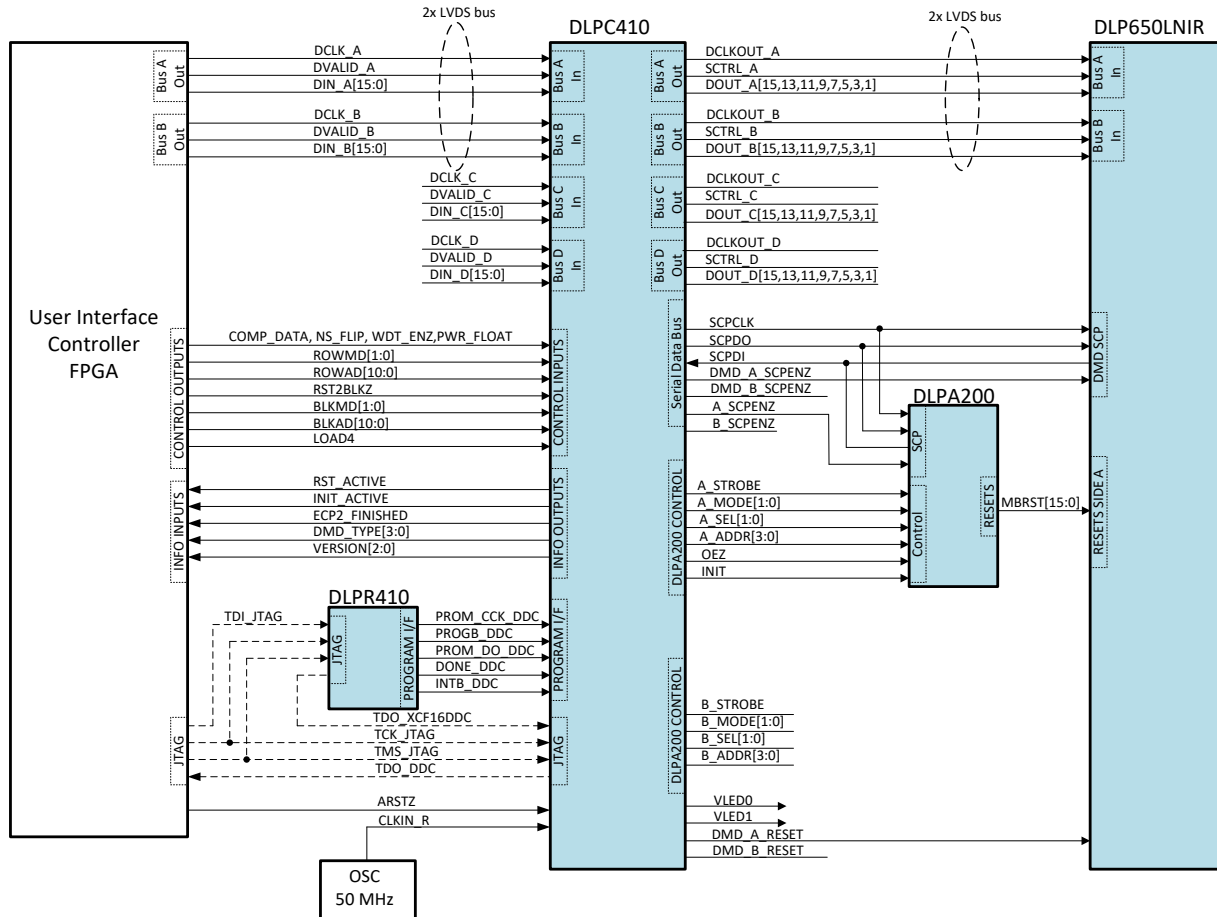 2x LVDS bus
2x LVDS bus
DLPC410
DLP650LNIR
User Interface
Controller
FPGA
Bus A
Out
DCLK_A
DVALID_A
DIN_A[15:0]
Bus A
In
Bus B
Out
DCLK_B
DVALID_B
DIN_B[15:0]
Bus B
In
DCLK_C
DVALID_C
DIN_C[15:0]
Bus C
In
DCLK_D
DVALID_D
DIN_D[15:0]
Bus D
In
Bus A
Out
DCLKOUT_A
SCTRL_A
DOUT_A[15,13,11,9,7,5,3,1]
Bus A
In
Bus B
Out
DCLKOUT_B
SCTRL_B
DOUT_B[15,13,11,9,7,5,3,1]
Bus B
In
Bus C
Out
DCLKOUT_C
SCTRL_C
DOUT_C[15,13,11,9,7,5,3,1]
Bus D
Out
DCLKOUT_D
SCTRL_D
DOUT_D[15,13,11,9,7,5,3,1]
CONTROL OUTPUTS
COMP_DATA, NS_FLIP, WDT_ENZ,PWR_FLOAT
ROWMD[1:0]
ROWAD[10:0]
RST2BLKZ
BLKMD[1:0]
BLKAD[10:0]
LOAD4
CONTROL INPUTS
INFO INPUTS
RST_ACTIVE
INIT_ACTIVE
ECP2_FINISHED
DMD_TYPE[3:0]
VERSION[2:0]
INFO OUTPUTS
Serial Data Bus
SCPCLK
SCPDO
SCPDI
DMD_A_SCPENZ
DMD_B_SCPENZ
A_SCPENZ
B_SCPENZ
DMD SCP
DLPA200
SCP
Control
RESETS
MBRST[15:0]
RESETS SIDE A
DLPA200 CONTROL
A_STROBE
A_MODE[1:0]
A_SEL[1:0]
A_ADDR[3:0]
OEZ
INIT
DLPR410
TDI_JTAG
JTAG
PROGRAM I/F
PROM_CCK_DDC
PROGB_DDC
PROM_DO_DDC
DONE_DDC
INTB_DDC
PROGRAM I/F
JTAG
TDO_XCF16DDC
TCK_JTAG
TMS_JTAG
TDO_DDC
JTAG
DLPA200 CONTROL
B_STROBE
B_MODE[1:0]
B_SEL[1:0]
B_ADDR[3:0]
ARSTZ
CLKIN_R
VLED0
VLED1
DMD_A_RESET
DMD_B_RESET
OSC
50 MHz